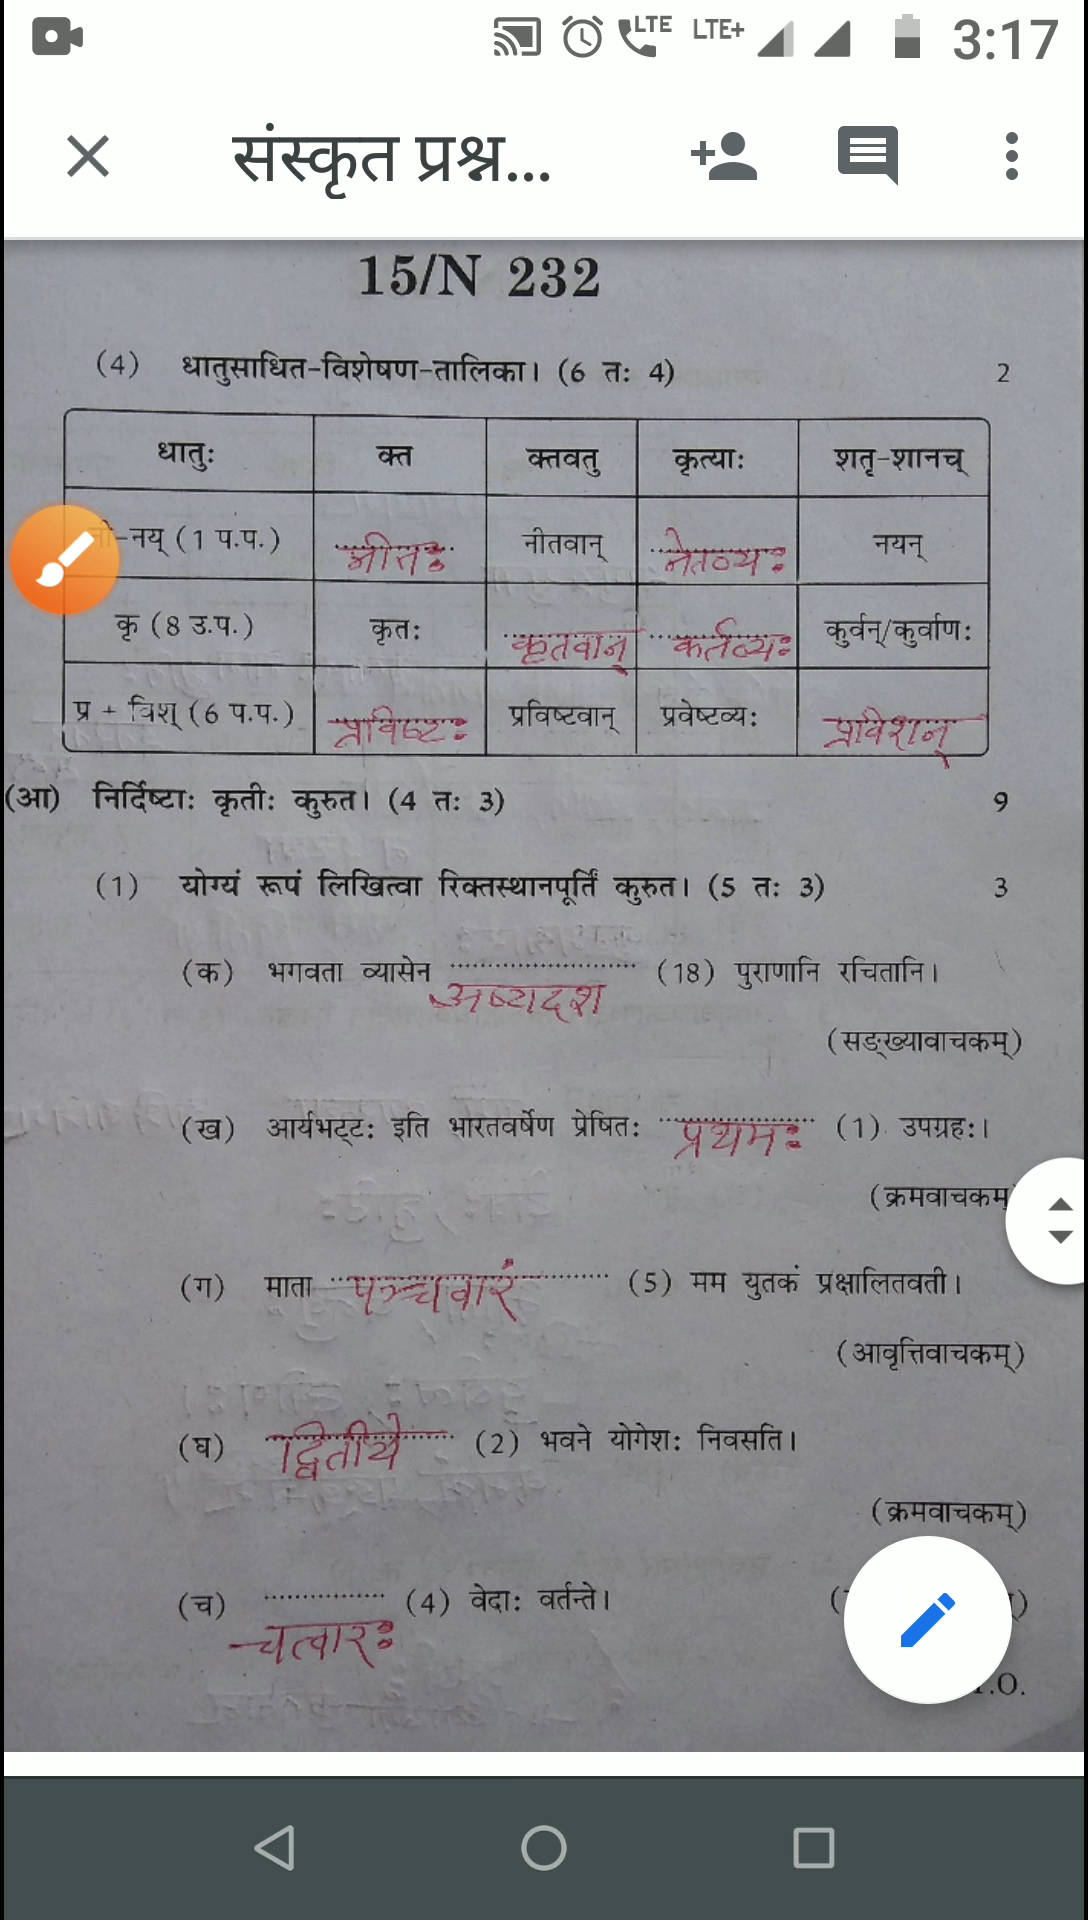 LTE LTE+ 3:17
संस्कृत प्रश्न...
15/N 232
(4) धातुसाधित-विशेषण-तालिका। (6 तः 4) 2
धातुः क्त क्तवतु कृत्याः शतृ-शानच्
-नय् (1 प.प.) नीतः नीतवान् नेतव्यः नयन्
कृ (8 उ.प.) कृतः कृतवान् कर्तव्यः कुर्वन्/कुर्वाणः
प्र + विश् (6 प.प.) प्रविष्टः प्रविष्टवान् प्रवेष्टव्यः प्रविशन्
(आ) निर्दिष्टाः कृतीः कुरुत। (4 तः 3) 9
(1) योग्यं रूपं लिखित्वा रिक्तस्थानपूर्तिं कुरुत। (5 तः 3) 3
(क) भगवता व्यासेन अष्टादश (18) पुराणानि रचितानि।
(सङ्ख्यावाचकम्)
(ख) आर्यभट्टः इति भारतवर्षेण प्रेषितः प्रथमः (1) उपग्रहः।
(क्रमवाचकम्
(ग) माता पञ्चवारं (5) मम युतकं प्रक्षालितवती।
(आवृत्तिवाचकम्)
(घ) द्वितीये (2) भवने योगेशः निवसति।
(क्रमवाचकम्)
(च) चत्वारः (4) वेदाः वर्तन्ते।
.O.